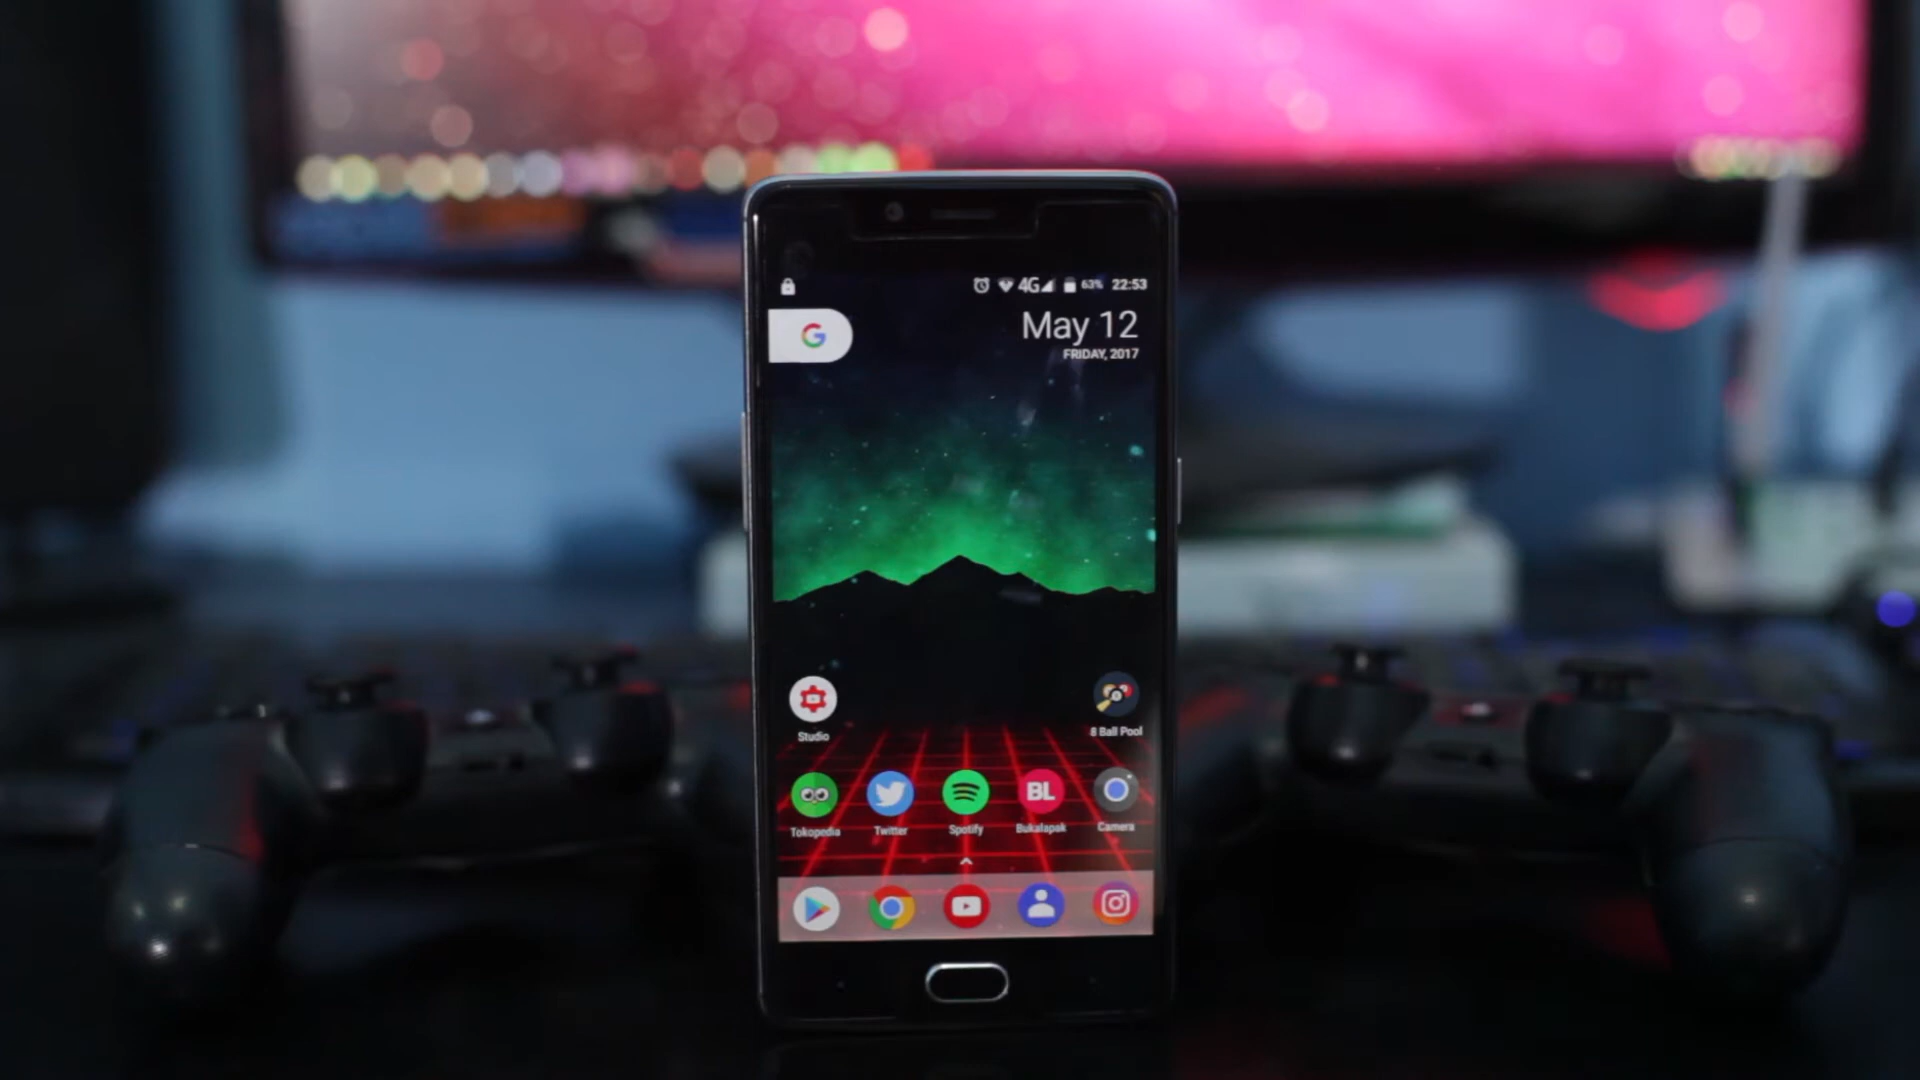 4G 63% 22:53
G
May 12
FRIDAY, 2017
Studio
8 Ball Pool
BL
Tokopedia
Twitter
Spotify
Bukalapak
Camera